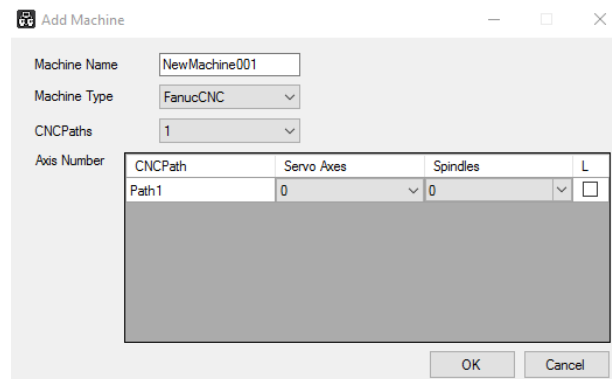 Add Machine
Machine Name NewMachine001
Machine Type FanucCNC
CNCPaths 1
Axis Number CNCPath Servo Axes Spindles L
Path1 0 0
OK Cancel